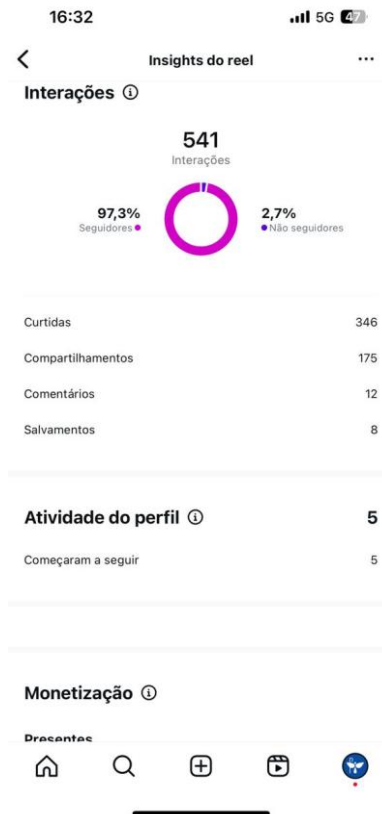 16:32 5G 47
Insights do reel
Interações
541
Interações
97,3% 2,7%
Seguidores Não seguidores
Curtidas 346
Compartilhamentos 175
Comentários 12
Salvamentos 8
Atividade do perfil 5
Começaram a seguir 5
Monetização
Presentes